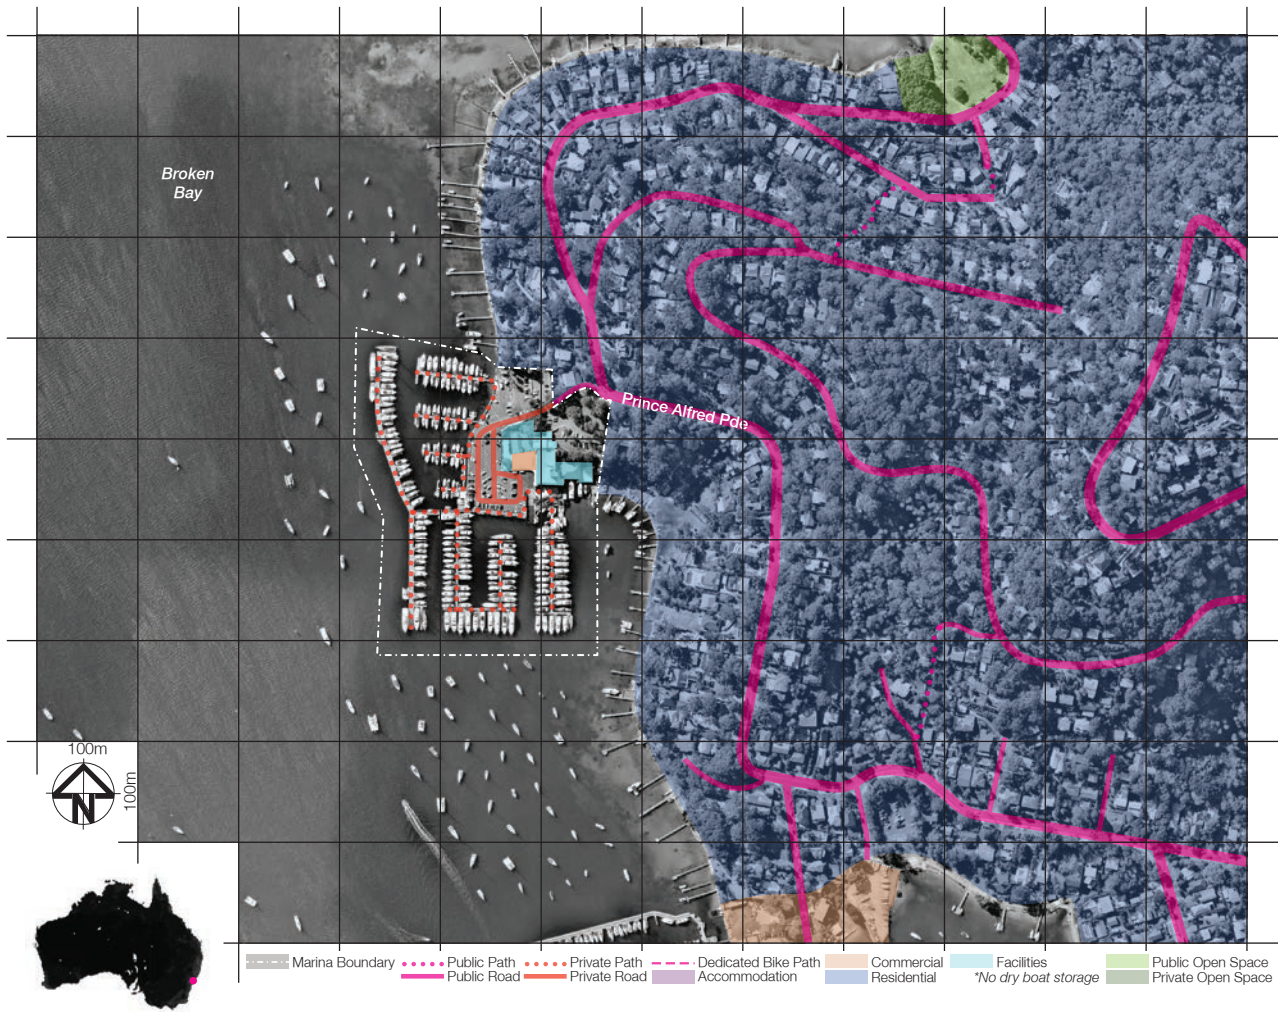 Broken
Bay
Prince Alfred Pde
100m
100m
N
Marina Boundary
Public Path
Private Path
Dedicated Bike Path
Commercial
Facilities
Public Open Space
Public Road
Private Road
Accommodation
Residential
*No dry boat storage
Private Open Space